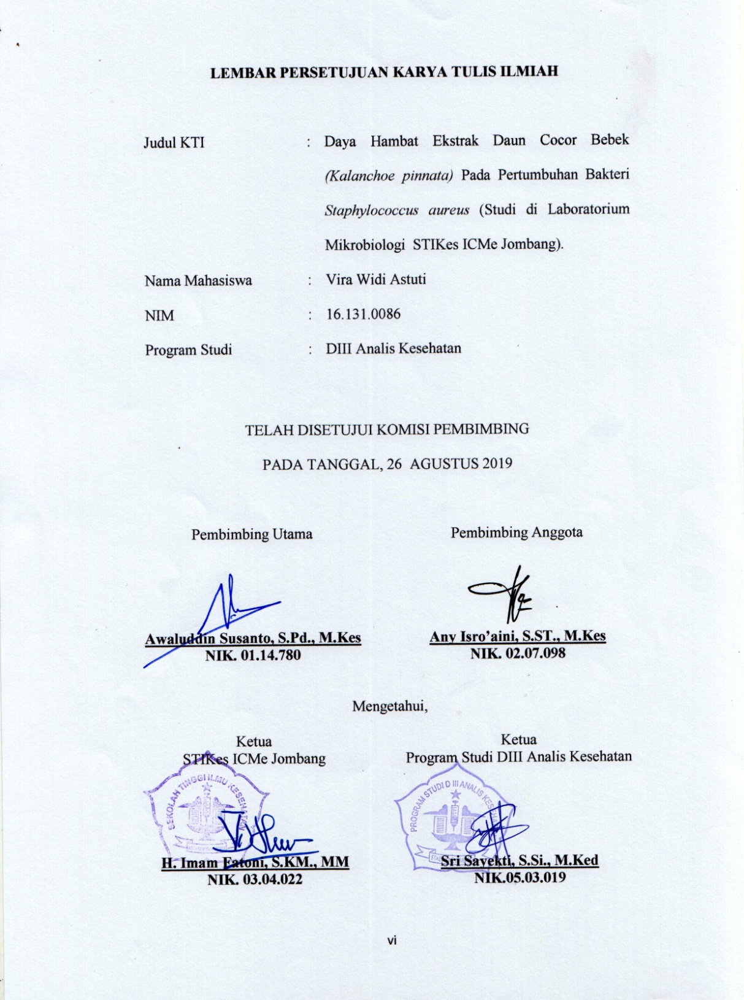 LEMBAR PERSETUJUAN KARYA TULIS ILMIAH
Judul KTI : Daya Hambat Ekstrak Daun Cocor Bebek
(Kalanchoe pinnata) Pada Pertumbuhan Bakteri
Staphylococcus aureus (Studi di Laboratorium
Mikrobiologi STIKes ICMe Jombang).
Nama Mahasiswa : Vira Widi Astuti
NIM : 16.131.0086
Program Studi : DIII Analis Kesehatan
TELAH DISETUJUI KOMISI PEMBIMBING
PADA TANGGAL, 26 AGUSTUS 2019
Pembimbing Utama
Awaluddin Susanto, S.Pd., M.Kes
NIK. 01.14.780
Pembimbing Anggota
Any Isro'aini, S.ST., M.Kes
NIK. 02.07.098
Mengetahui,
Ketua
STIKes ICMe Jombang
SEKOLAH TINGGI ILMU KESEHATAN
H. Imam Fatoni, S.KM., MM
NIK. 03.04.022
Ketua
Program Studi DIII Analis Kesehatan
PROGRAM STUDI D III ANALIS
Sri Sayekti, S.Si., M.Ked
NIK.05.03.019
vi